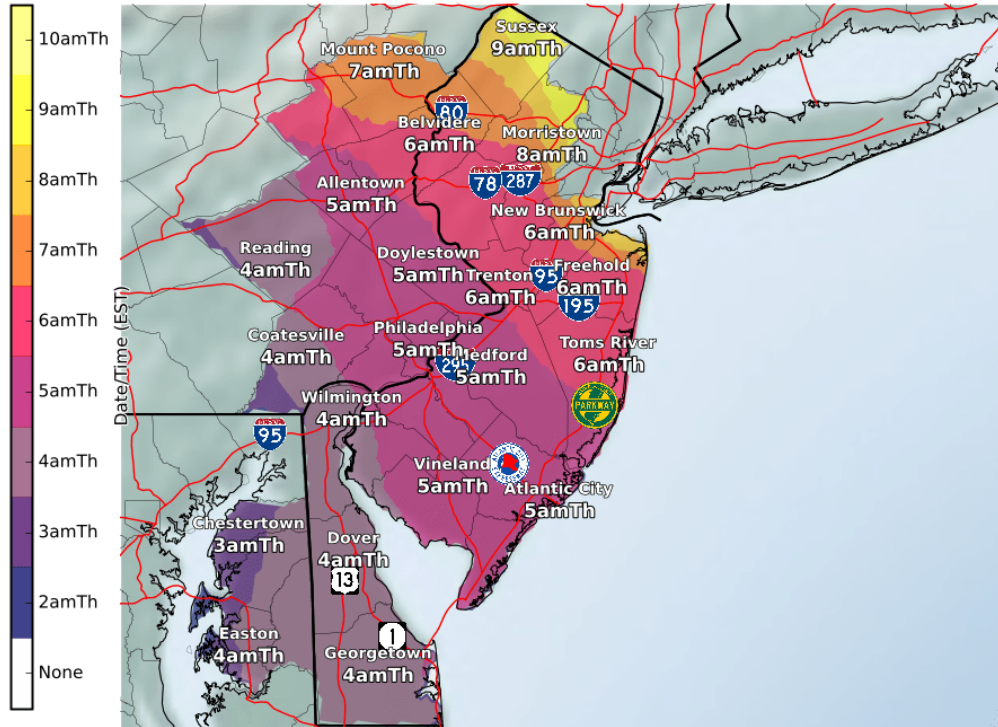 10amTh
9amTh
8amTh
7amTh
6amTh
5amTh
4amTh
3amTh
2amTh
None
Date/Time (EST)
Sussex
9amTh
Mount Pocono
7amTh
80
Belvidere
6amTh
Morristown
8amTh
78
287
Allentown
5amTh
New Brunswick
6amTh
Reading
4amTh
Doylestown
5amTh
Trenton
6amTh
95
Freehold
6amTh
195
Coatesville
4amTh
Philadelphia
5amTh
295
Medford
5amTh
Toms River
6amTh
Wilmington
4amTh
PARKWAY
95
Vineland
5amTh
Atlantic City
5amTh
Chestertown
3amTh
Dover
4amTh
13
Easton
4amTh
1
Georgetown
4amTh